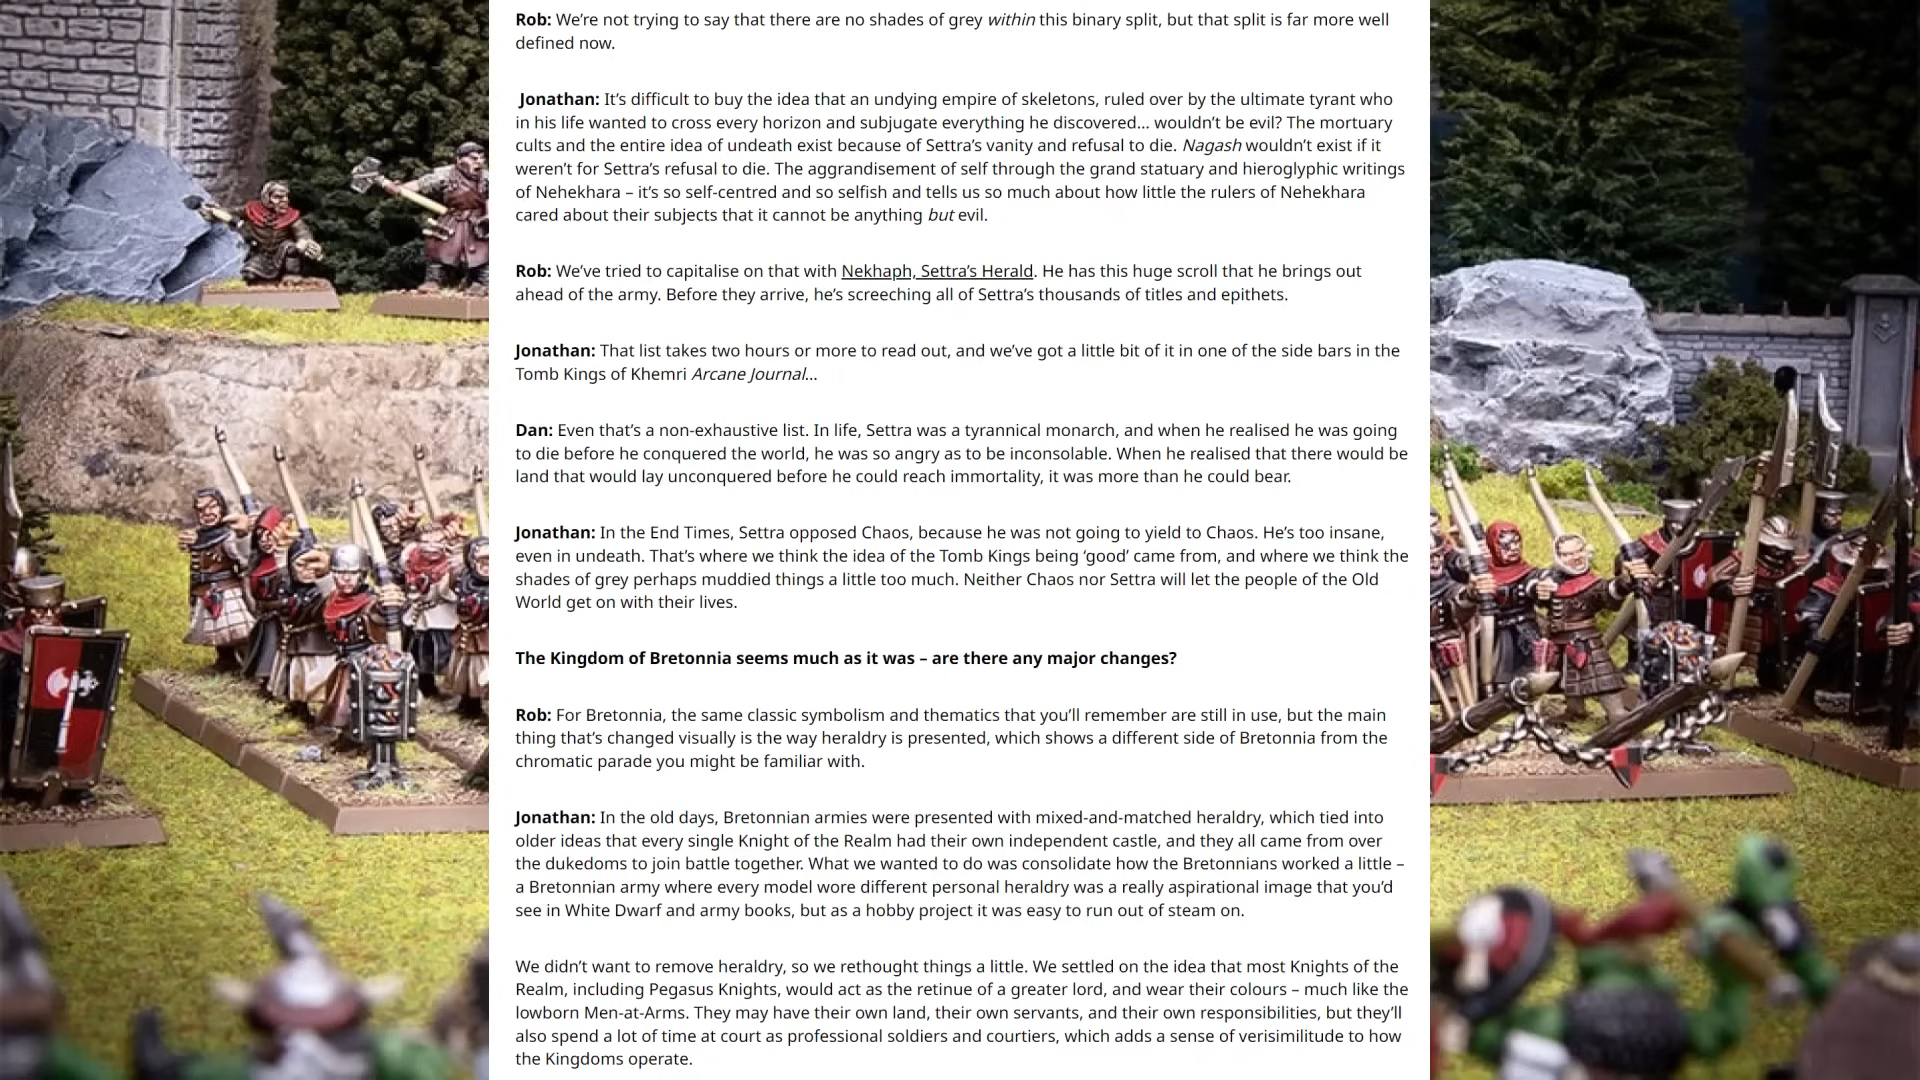 Rob: We’re not trying to say that there are no shades of grey within this binary split, but that split is far more well
defined now.
Jonathan: It’s difficult to buy the idea that an undying empire of skeletons, ruled over by the ultimate tyrant who
in his life wanted to cross every horizon and subjugate everything he discovered… wouldn’t be evil? The mortuary
cults and the entire idea of undeath exist because of Settra’s vanity and refusal to die. Nagash wouldn’t exist if it
weren’t for Settra’s refusal to die. The aggrandisement of self through the grand statuary and hieroglyphic writings
of Nehekhara – it’s so self-centred and so selfish and tells us so much about how little the rulers of Nehekhara
cared about their subjects that it cannot be anything but evil.
Rob: We’ve tried to capitalise on that with Nekhaph, Settra’s Herald. He has this huge scroll that he brings out
ahead of the army. Before they arrive, he’s screeching all of Settra’s thousands of titles and epithets.
Jonathan: That list takes two hours or more to read out, and we’ve got a little bit of it in one of the side bars in the
Tomb Kings of Khemri Arcane Journal…
Dan: Even that’s a non-exhaustive list. In life, Settra was a tyrannical monarch, and when he realised he was going
to die before he conquered the world, he was so angry as to be inconsolable. When he realised that there would be
land that would lay unconquered before he could reach immortality, it was more than he could bear.
Jonathan: In the End Times, Settra opposed Chaos, because he was not going to yield to Chaos. He’s too insane,
even in undeath. That’s where we think the idea of the Tomb Kings being ‘good’ came from, and where we think the
shades of grey perhaps muddied things a little too much. Neither Chaos nor Settra will let the people of the Old
World get on with their lives.
The Kingdom of Bretonnia seems much as it was – are there any major changes?
Rob: For Bretonnia, the same classic symbolism and thematics that you’ll remember are still in use, but the main
thing that’s changed visually is the way heraldry is presented, which shows a different side of Bretonnia from the
chromatic parade you might be familiar with.
Jonathan: In the old days, Bretonnian armies were presented with mixed-and-matched heraldry, which tied into
older ideas that every single Knight of the Realm had their own independent castle, and they all came from over
the dukedoms to join battle together. What we wanted to do was consolidate how the Bretonnians worked a little –
a Bretonnian army where every model wore different personal heraldry was a really aspirational image that you’d
see in White Dwarf and army books, but as a hobby project it was easy to run out of steam on.
We didn’t want to remove heraldry, so we rethought things a little. We settled on the idea that most Knights of the
Realm, including Pegasus Knights, would act as the retinue of a greater lord, and wear their colours – much like the
lowborn Men-at-Arms. They may have their own land, their own servants, and their own responsibilities, but they’ll
also spend a lot of time at court as professional soldiers and courtiers, which adds a sense of verisimilitude to how
the Kingdoms operate.